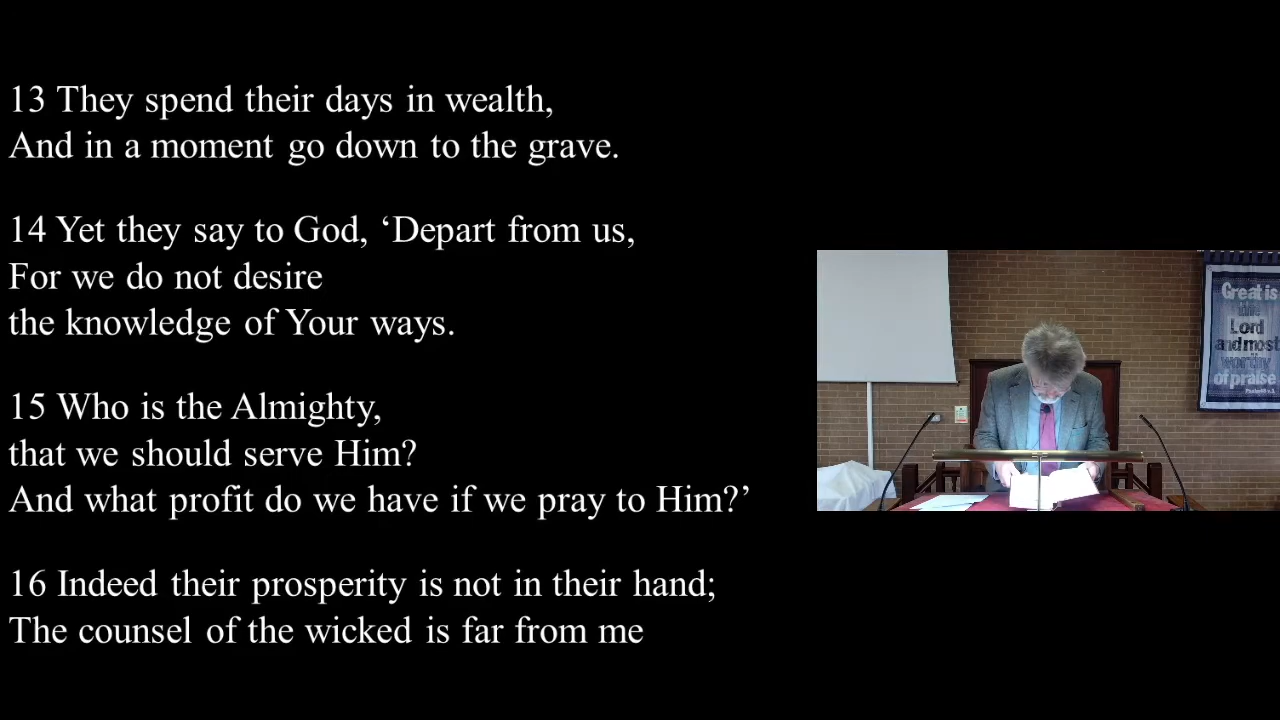 13 They spend their days in wealth,
And in a moment go down to the grave.
14 Yet they say to God, ‘Depart from us,
For we do not desire
the knowledge of Your ways.
15 Who is the Almighty,
that we should serve Him?
And what profit do we have if we pray to Him?’
16 Indeed their prosperity is not in their hand;
The counsel of the wicked is far from me
Great is
the
Lord
and most
worthy
of praise